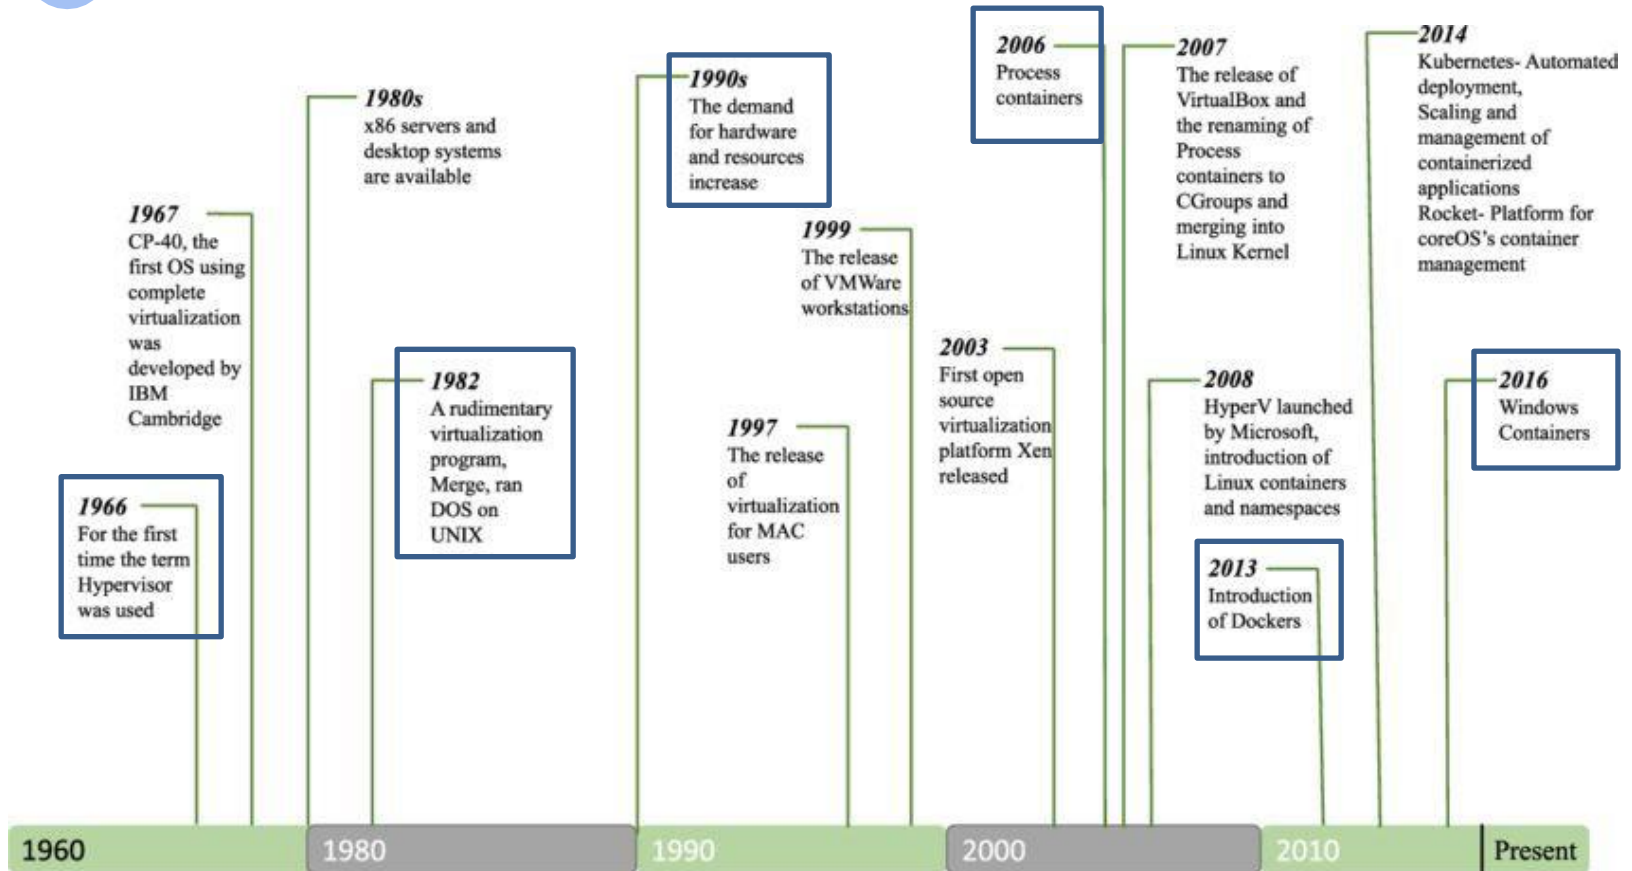 1966
For the first
time the term
Hypervisor
was used
1967
CP-40, the
first OS using
complete
virtualization
was
developed by
IBM
Cambridge
1980s
x86 servers and
desktop systems
are available
1982
A rudimentary
virtualization
program,
Merge, ran
DOS on
UNIX
1990s
The demand
for hardware
and resources
increase
1997
The release
of
virtualization
for MAC
users
1999
The release
of VMWare
workstations
2003
First open
source
virtualization
platform Xen
released
2006
Process
containers
2007
The release of
VirtualBox and
the renaming of
Process
containers to
CGroups and
merging into
Linux Kernel
2008
HyperV launched
by Microsoft,
introduction of
Linux containers
and namespaces
2013
Introduction
of Dockers
2014
Kubernetes- Automated
deployment,
Scaling and
management of
containerized
applications
Rocket- Platform for
coreOS's container
management
2016
Windows
Containers
1960
1980
1990
2000
2010
Present